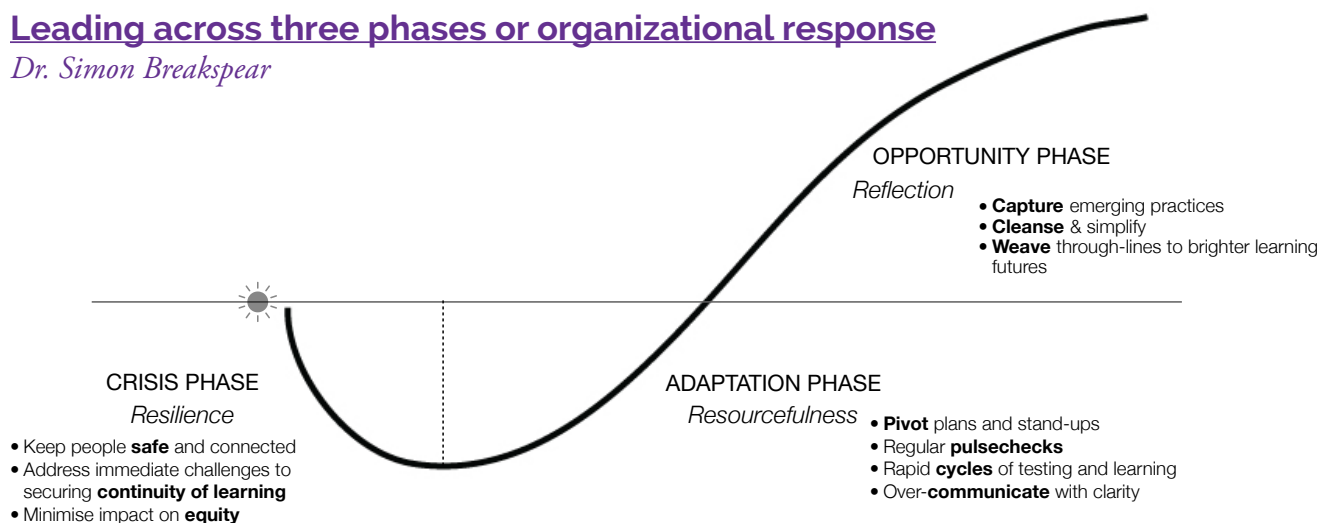 Leading across three phases or organizational response
Dr. Simon Breakspear
OPPORTUNITY PHASE
Reflection
• Capture emerging practices
• Cleanse & simplify
• Weave through-lines to brighter learning
futures
CRISIS PHASE
Resilience
• Keep people safe and connected
• Address immediate challenges to
securing continuity of learning
• Minimise impact on equity
ADAPTATION PHASE
Resourcefulness
• Pivot plans and stand-ups
• Regular pulsechecks
• Rapid cycles of testing and learning
• Over-communicate with clarity